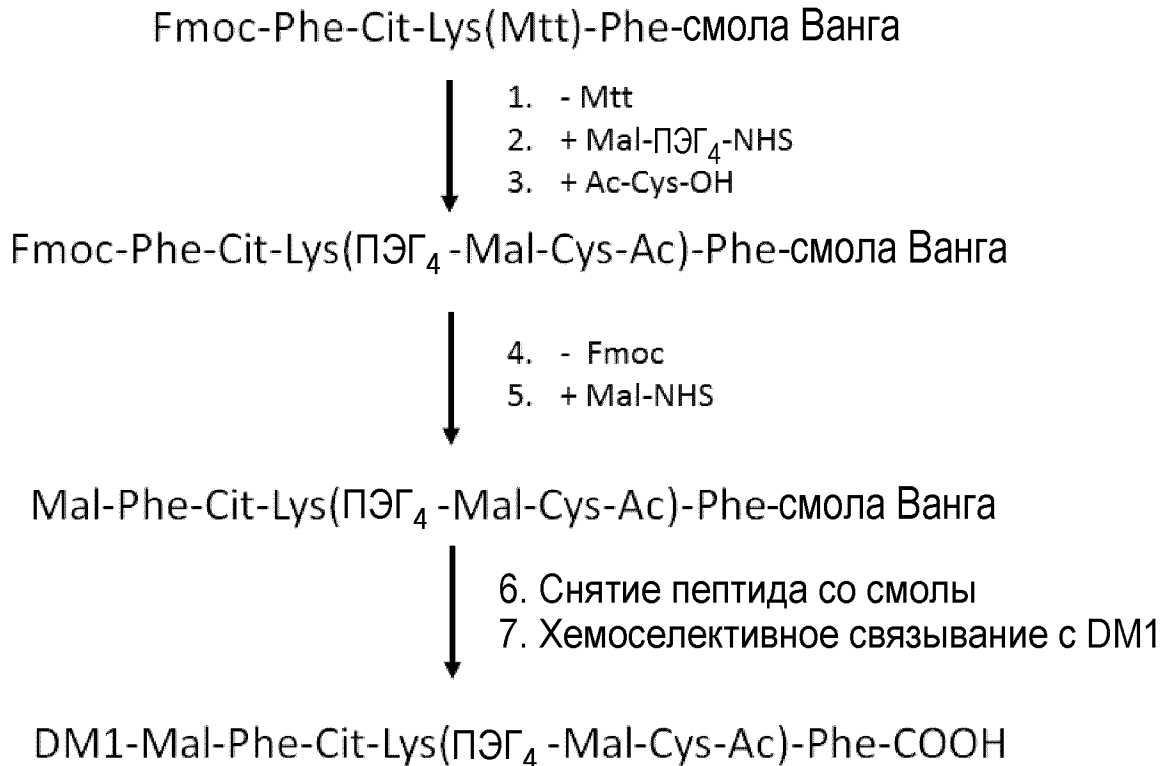 Fmoc-Phe-Cit-Lys(Mtt)-Phe-смола Ванга
1. - Mtt
2. + Mal-ПЭГ₄-NHS
3. + Ac-Cys-OH
Fmoc-Phe-Cit-Lys(ПЭГ₄-Mal-Cys-Ac)-Phe-смола Ванга
4. - Fmoc
5. + Mal-NHS
Mal-Phe-Cit-Lys(ПЭГ₄-Mal-Cys-Ac)-Phe-смола Ванга
6. Снятие пептида со смолы
7. Хемоселективное связывание с DM1
DM1-Mal-Phe-Cit-Lys(ПЭГ₄-Mal-Cys-Ac)-Phe-COOH